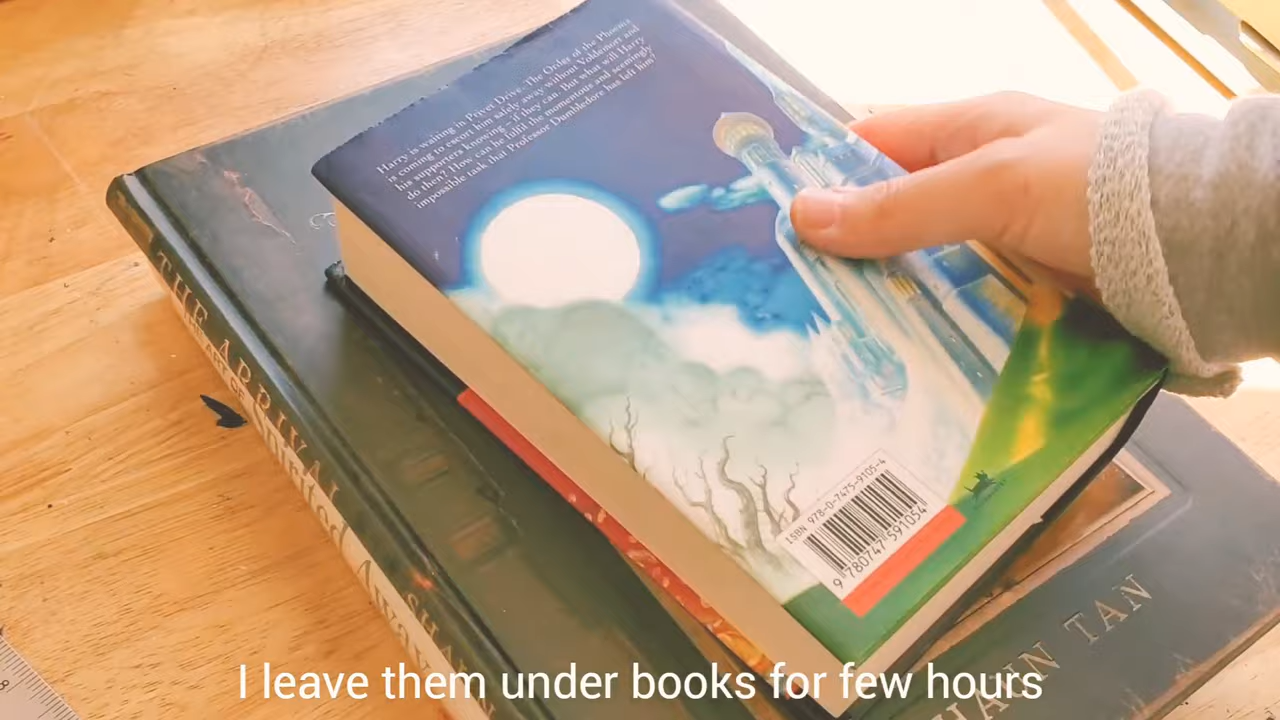 Harry is waiting in Privet Drive. The Order of the Phoenix
is coming to escort him safely away without Voldemort and
his supporters knowing – if they can. But what will Harry
do then? How can he fulfil the momentous and seemingly
impossible task that Professor Dumbledore has left him?
THE ARRIVAL
SHAUN
ISBN 978-0-7475-9105-4
9 780747 591054
SHAUN TAN
8
I leave them under books for few hours